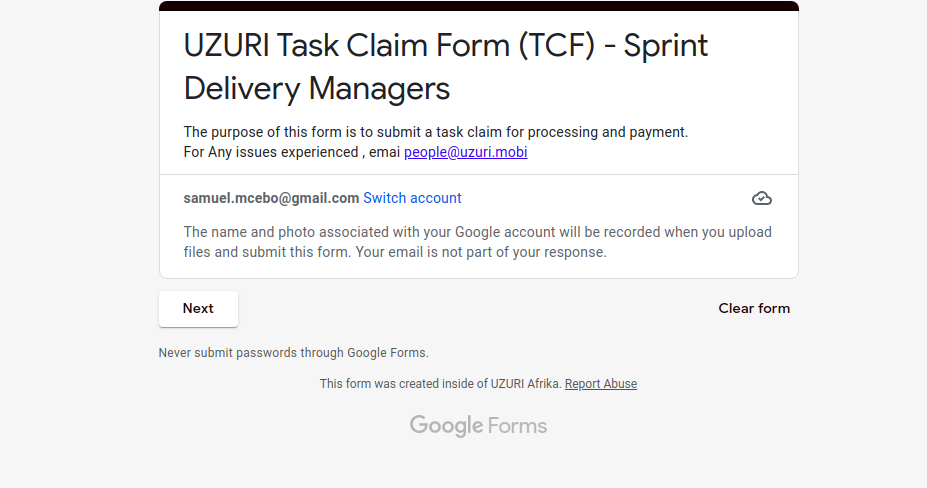 UZURI Task Claim Form (TCF) - Sprint
Delivery Managers
The purpose of this form is to submit a task claim for processing and payment.
For Any issues experienced , emai people@uzuri.mobi
samuel.mcebo@gmail.com Switch account
The name and photo associated with your Google account will be recorded when you upload
files and submit this form. Your email is not part of your response.
Next
Clear form
Never submit passwords through Google Forms.
This form was created inside of UZURI Afrika. Report Abuse
Google Forms